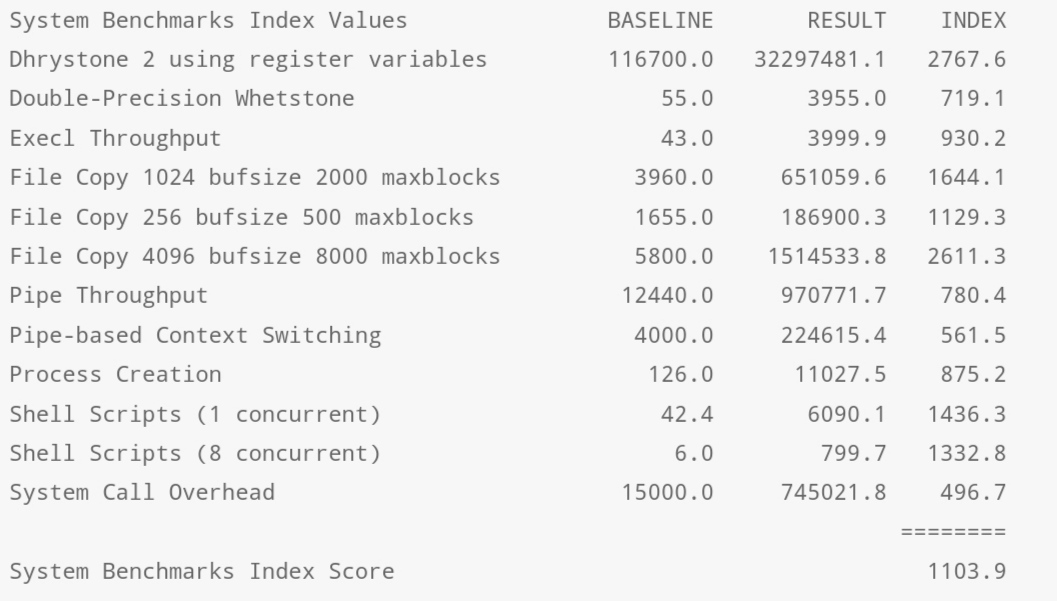 System Benchmarks Index Values               BASELINE       RESULT    INDEX
Dhrystone 2 using register variables         116700.0   32297481.1   2767.6
Double-Precision Whetstone                       55.0       3955.0    719.1
Execl Throughput                                 43.0       3999.9    930.2
File Copy 1024 bufsize 2000 maxblocks          3960.0     651059.6   1644.1
File Copy 256 bufsize 500 maxblocks            1655.0     186900.3   1129.3
File Copy 4096 bufsize 8000 maxblocks          5800.0    1514533.8   2611.3
Pipe Throughput                               12440.0     970771.7    780.4
Pipe-based Context Switching                   4000.0     224615.4    561.5
Process Creation                                126.0      11027.5    875.2
Shell Scripts (1 concurrent)                     42.4       6090.1   1436.3
Shell Scripts (8 concurrent)                      6.0        799.7   1332.8
System Call Overhead                          15000.0     745021.8    496.7
                                                                   ========
System Benchmarks Index Score                                        1103.9